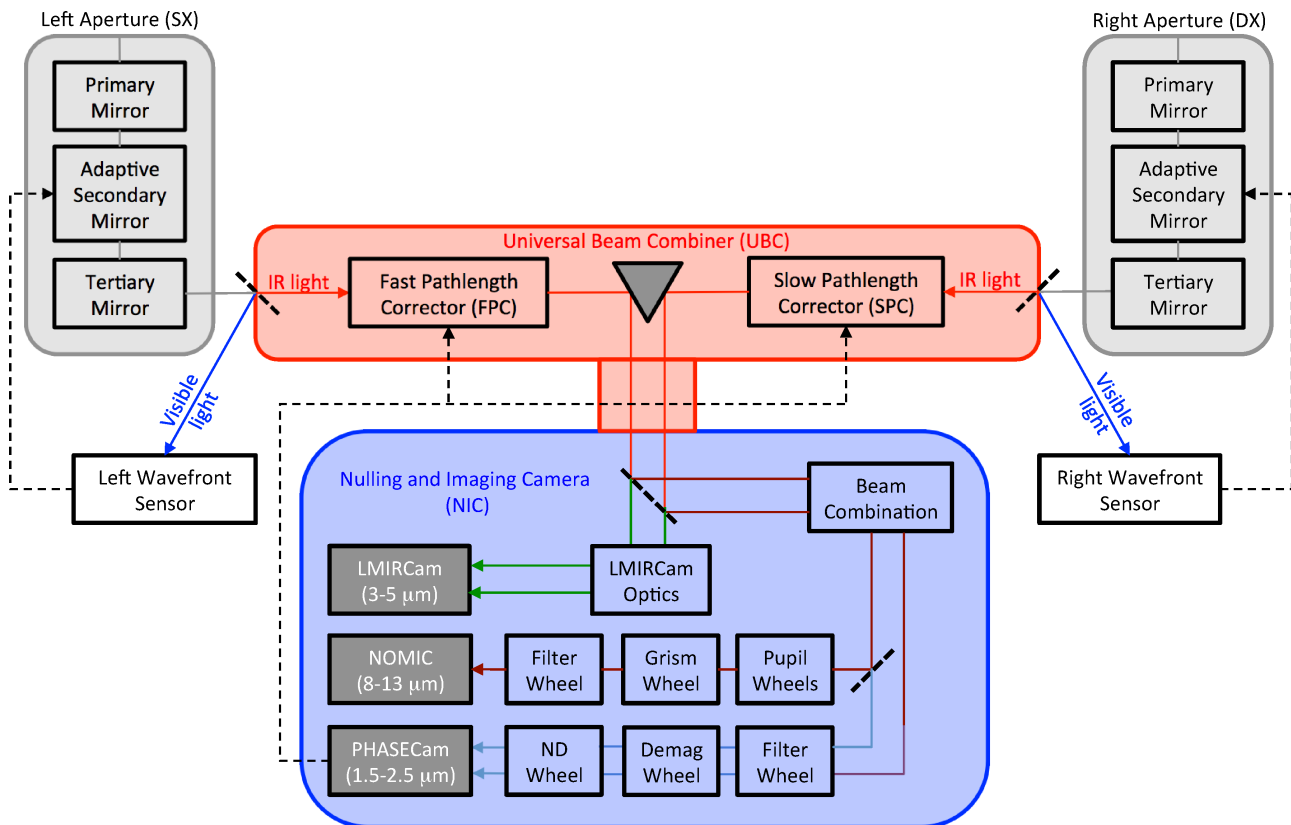 Left Aperture (SX)
Primary
Mirror
Adaptive
Secondary
Mirror
Tertiary
Mirror
Right Aperture (DX)
Primary
Mirror
Adaptive
Secondary
Mirror
Tertiary
Mirror
Universal Beam Combiner (UBC)
IR light
Fast Pathlength
Corrector (FPC)
Slow Pathlength
Corrector (SPC)
IR light
Visible
light
Visible
light
Left Wavefront
Sensor
Right Wavefront
Sensor
Nulling and Imaging Camera
(NIC)
Beam
Combination
LMIRCam
(3-5 μm)
LMIRCam
Optics
NOMIC
(8-13 μm)
Filter
Wheel
Grism
Wheel
Pupil
Wheels
PHASECam
(1.5-2.5 μm)
ND
Wheel
Demag
Wheel
Filter
Wheel